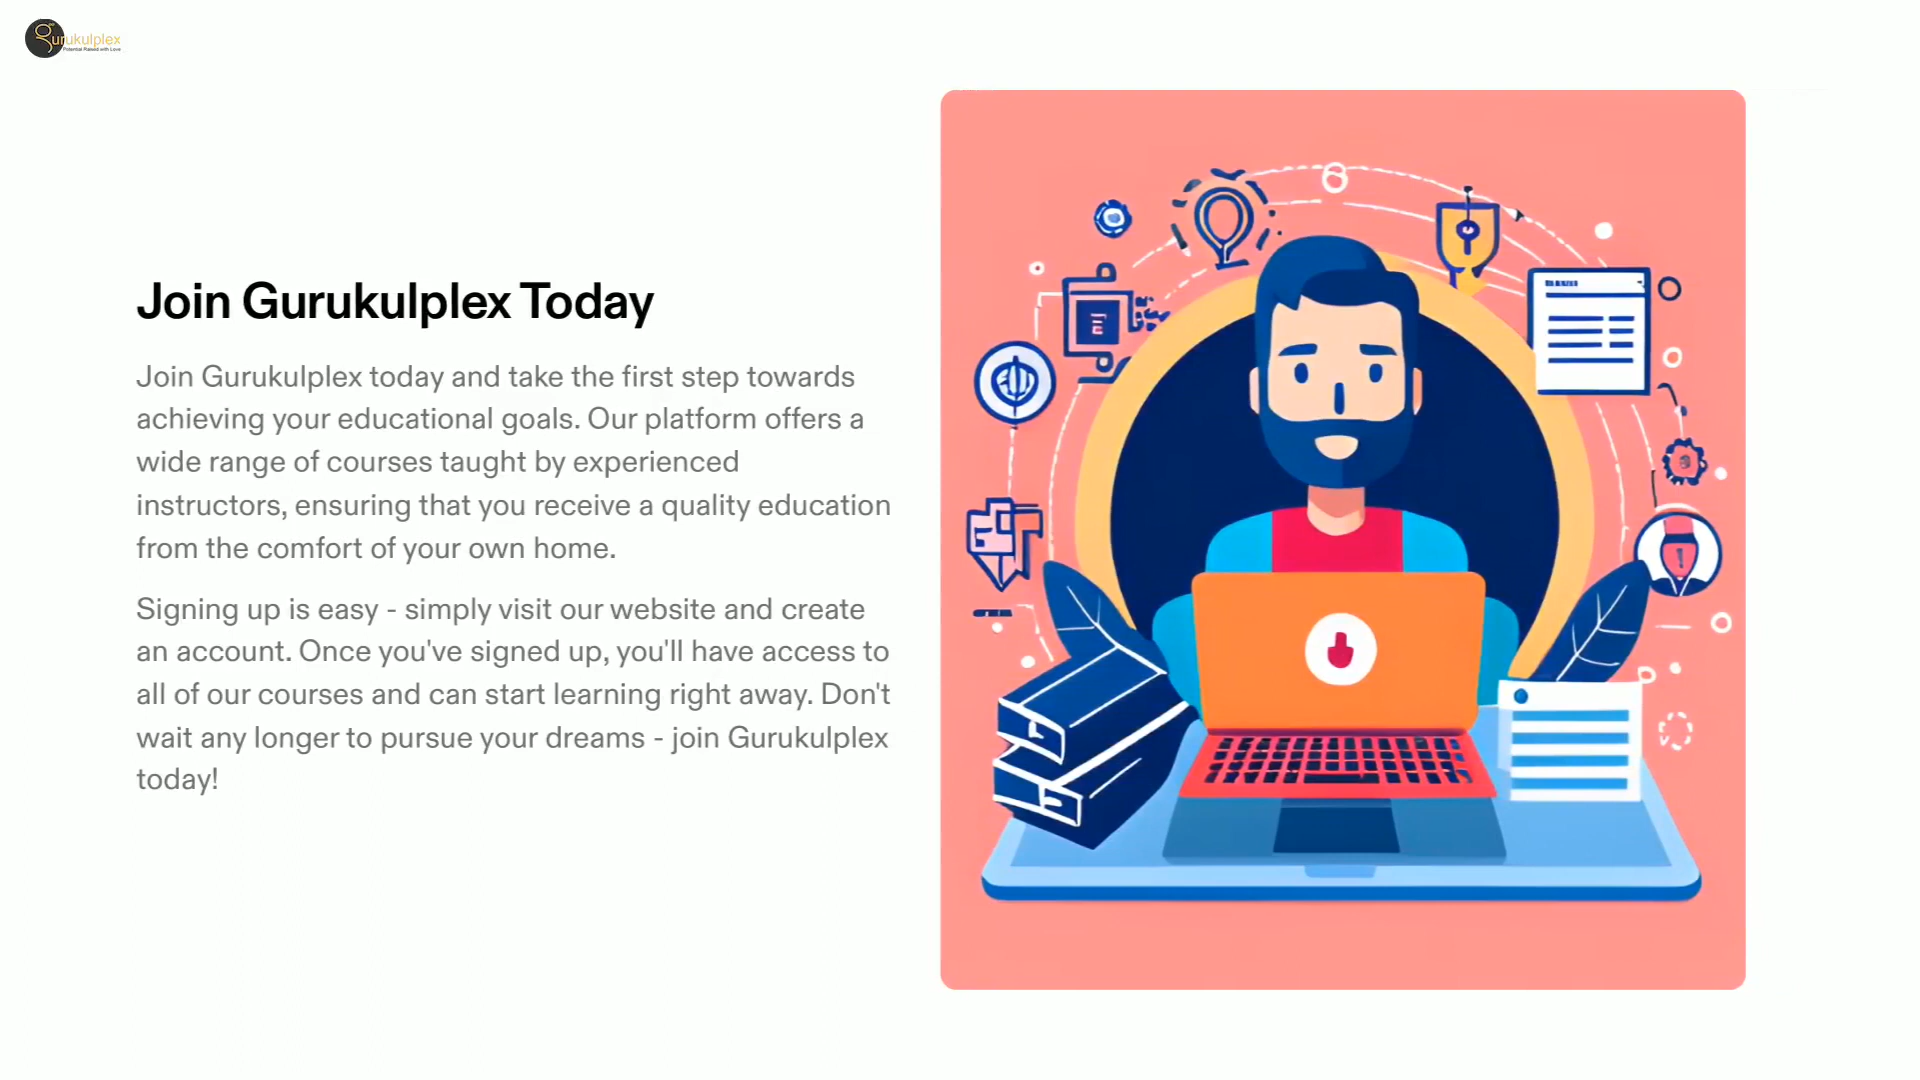 gurukulplex
Potential Raised with Love
Join Gurukulplex Today
Join Gurukulplex today and take the first step towards
achieving your educational goals. Our platform offers a
wide range of courses taught by experienced
instructors, ensuring that you receive a quality education
from the comfort of your own home.
Signing up is easy - simply visit our website and create
an account. Once you've signed up, you'll have access to
all of our courses and can start learning right away. Don't
wait any longer to pursue your dreams - join Gurukulplex
today!